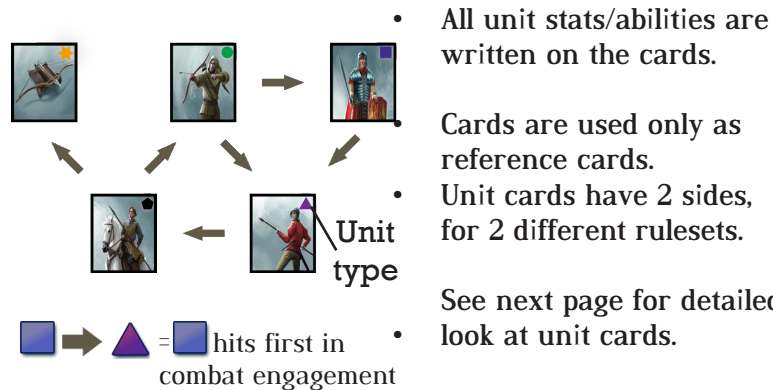 • All unit stats/abilities are
written on the cards.
• Cards are used only as
reference cards.
• Unit cards have 2 sides,
for 2 different rulesets.
See next page for detailed
• look at unit cards.
Unit
type
= hits first in
combat engagement